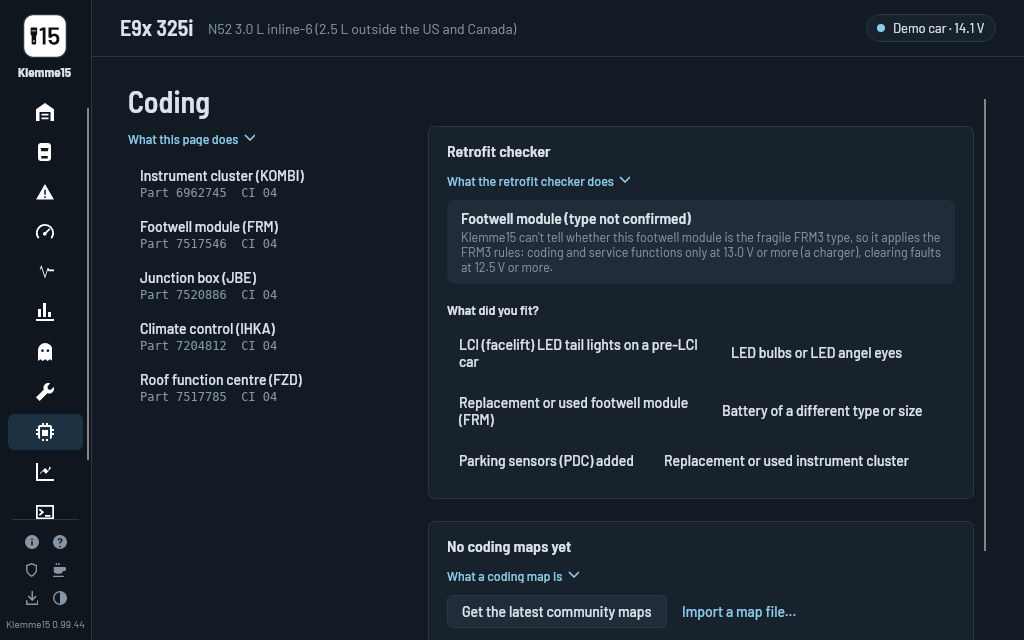 15
Klemme15
Klemme15 0.99.44
E9x 325i
N52 3.0 L inline-6 (2.5 L outside the US and Canada)
Demo car · 14.1 V
Coding
What this page does
Instrument cluster (KOMBI)
Part 6962745 CI 04
Footwell module (FRM)
Part 7517546 CI 04
Junction box (JBE)
Part 7520886 CI 04
Climate control (IHKA)
Part 7204812 CI 04
Roof function centre (FZD)
Part 7517785 CI 04
Retrofit checker
What the retrofit checker does
Footwell module (type not confirmed)
Klemme15 can't tell whether this footwell module is the fragile FRM3 type, so it applies the
FRM3 rules: coding and service functions only at 13.0 V or more (a charger), clearing faults
at 12.5 V or more.
What did you fit?
LCI (facelift) LED tail lights on a pre-LCI
car
LED bulbs or LED angel eyes
Replacement or used footwell module
(FRM)
Battery of a different type or size
Parking sensors (PDC) added
Replacement or used instrument cluster
No coding maps yet
What a coding map is
Get the latest community maps
Import a map file...